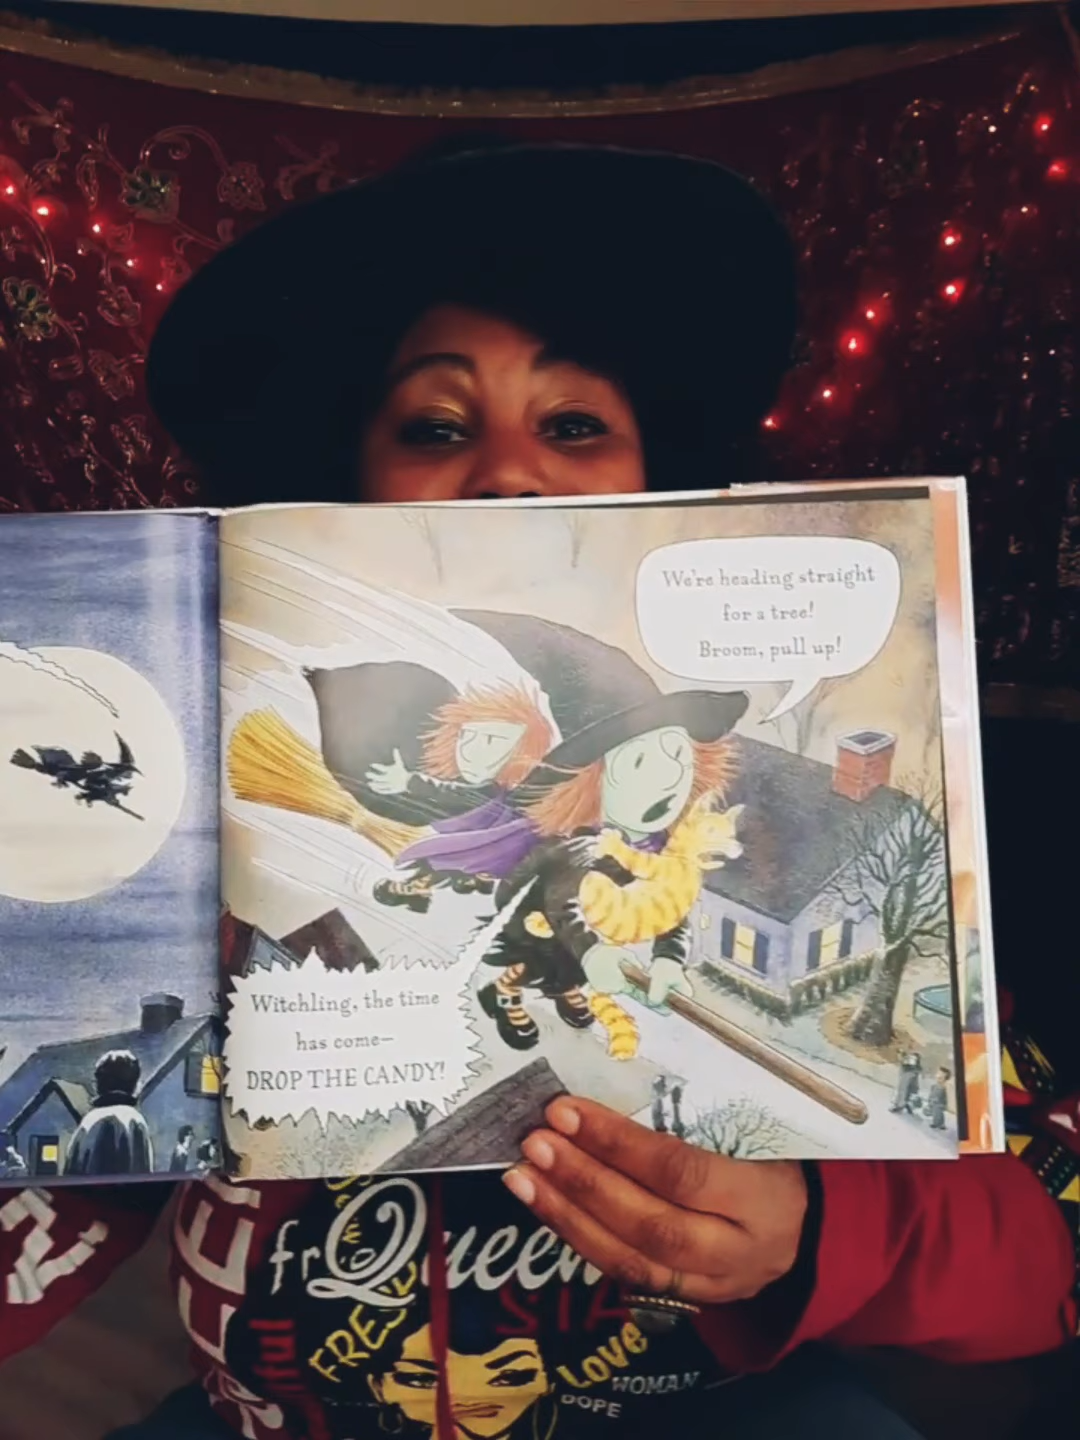 We're heading straight
for a tree!
Broom, pull up!
Witchling, the time
has come—
DROP THE CANDY!
Queen
FRESH
Love
WOMAN
DOPE